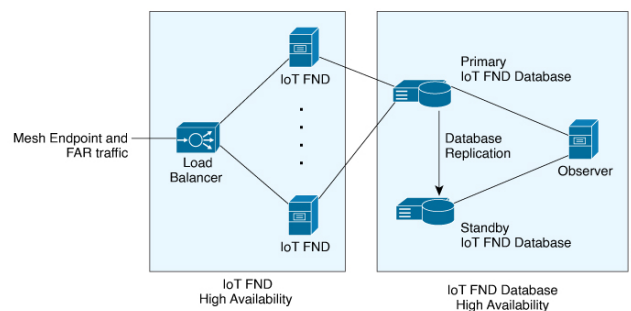 IoT FND
Primary
IoT FND Database
Mesh Endpoint and
FAR traffic
Load
Balancer
Database
Replication
Observer
IoT FND
Standby
IoT FND Database
IoT FND
High Availability
IoT FND Database
High Availability